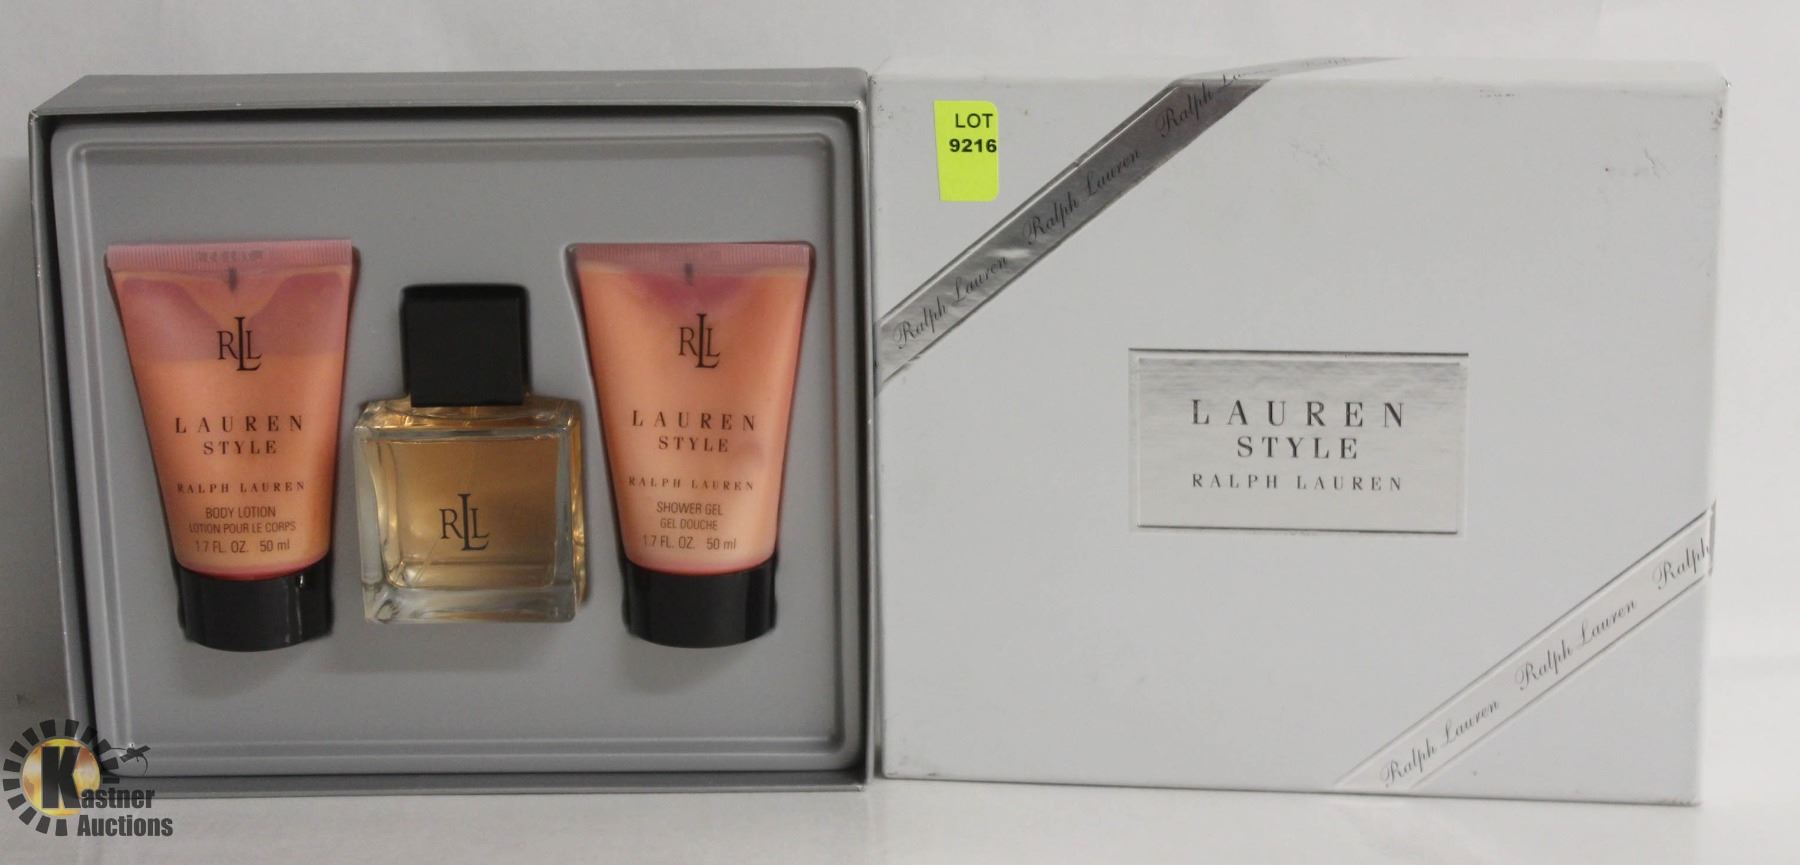 RLL
LAUREN
STYLE
RALPH LAUREN
BODY LOTION
LOTION POUR LE CORPS
1.7 FL. OZ. 50 ml
RLL
RLL
LAUREN
STYLE
RALPH LAUREN
SHOWER GEL
GEL DOUCHE
1.7 FL. OZ. 50 ml
LOT
9216
Ralph Lauren Ralph Lauren Ralph
LAUREN
STYLE
RALPH LAUREN
Ralph Lauren Ralph Lauren Ralph
Kastner
Auctions